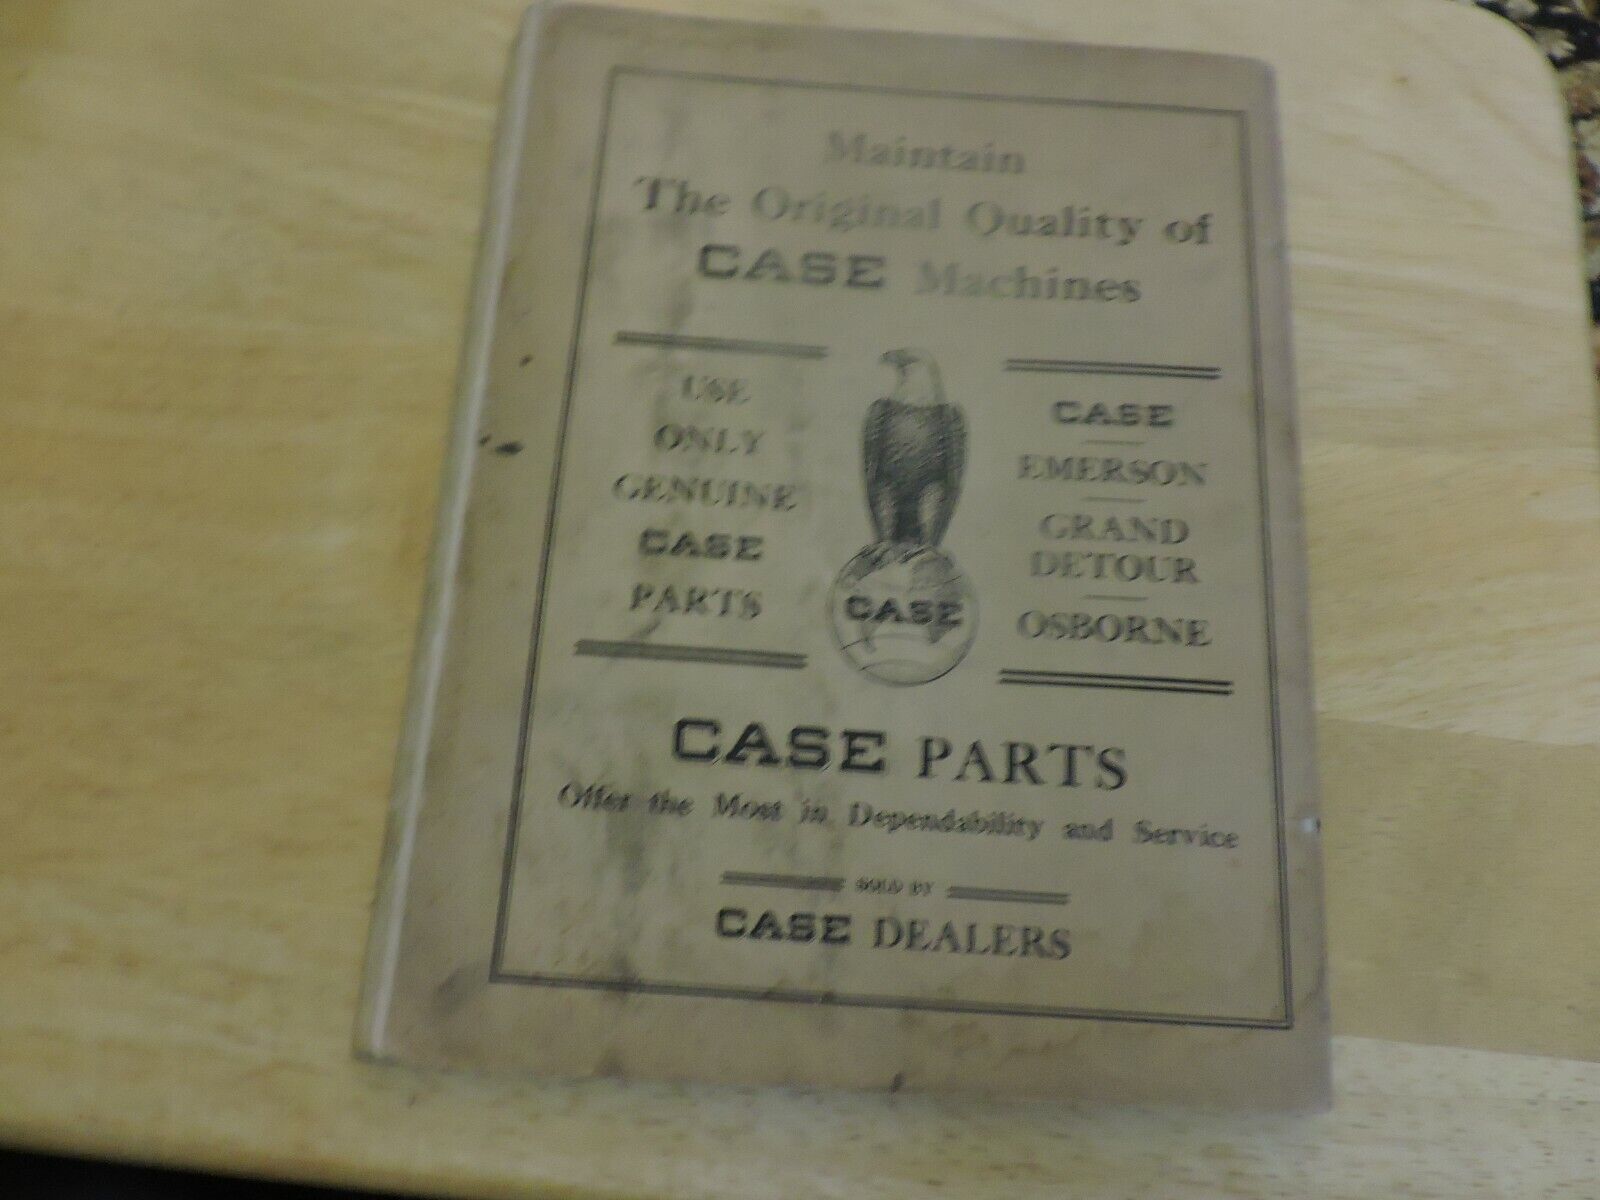 Maintain
The Original Quality of
CASE Machines
USE
ONLY
GENUINE
CASE
PARTS
CASE
CASE
EMERSON
GRAND
DETOUR
OSBORNE
CASE PARTS
Offer the Most in Dependability and Service
SOLD BY
CASE DEALERS